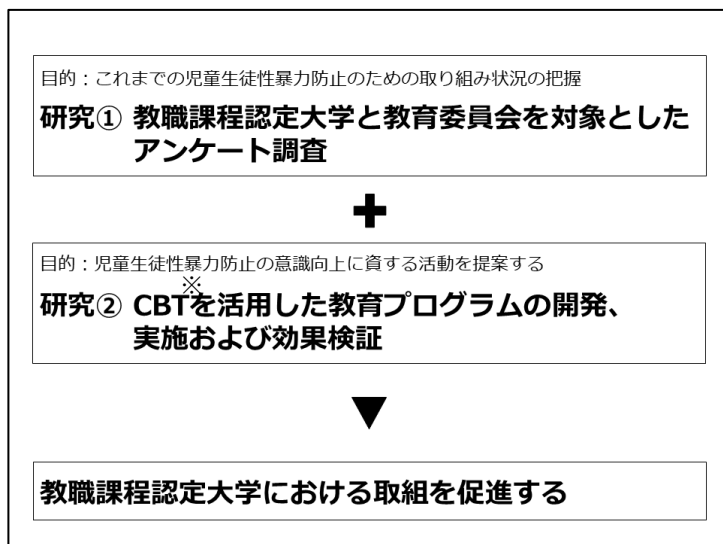 目的：これまでの児童生徒性暴力防止のための取り組み状況の把握
研究① 教職課程認定大学と教育委員会を対象とした
アンケート調査
目的：児童生徒性暴力防止の意識向上に資する活動を提案する
※
研究② CBTを活用した教育プログラムの開発、
実施および効果検証
教職課程認定大学における取組を促進する